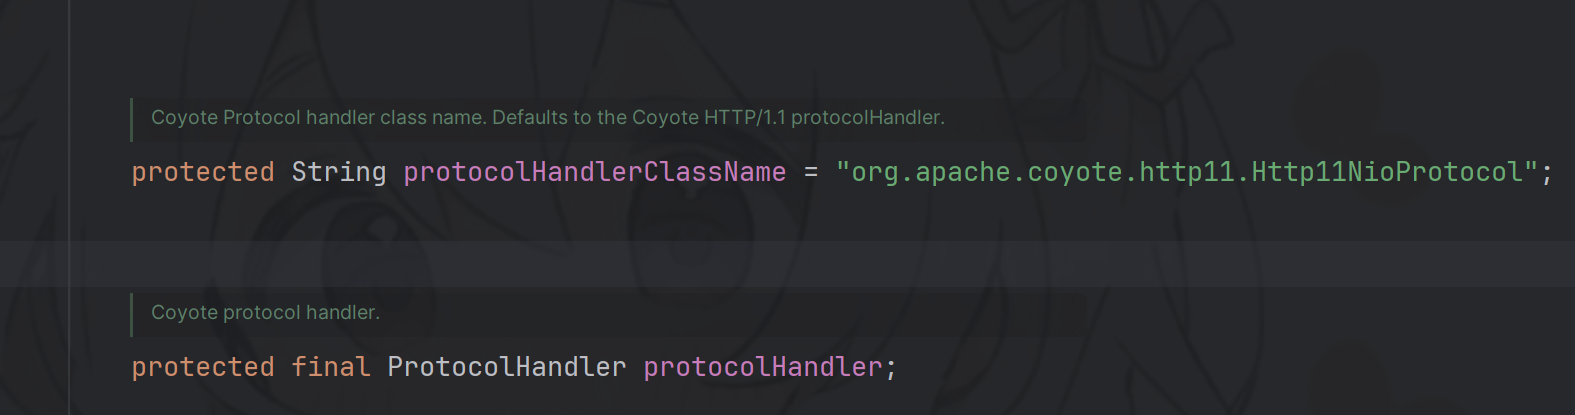 Coyote Protocol handler class name. Defaults to the Coyote HTTP/1.1 protocolHandler.
protected String protocolHandlerClassName = "org.apache.coyote.http11.Http11NioProtocol";
Coyote protocol handler.
protected final ProtocolHandler protocolHandler;